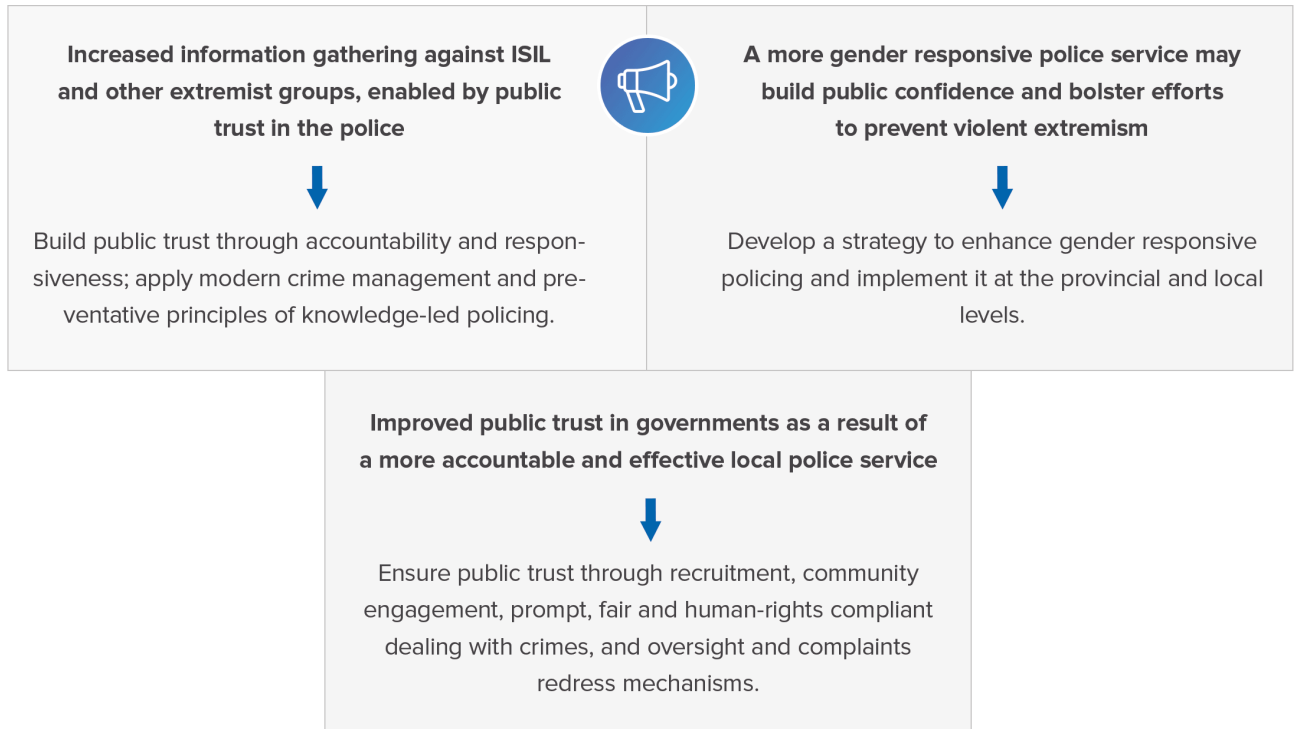 Increased information gathering against ISIL
and other extremist groups, enabled by public
trust in the police
Build public trust through accountability and respon-
siveness; apply modern crime management and pre-
ventative principles of knowledge-led policing.
A more gender responsive police service may
build public confidence and bolster efforts
to prevent violent extremism
Develop a strategy to enhance gender responsive
policing and implement it at the provincial and local
levels.
Improved public trust in governments as a result of
a more accountable and effective local police service
Ensure public trust through recruitment, community
engagement, prompt, fair and human-rights compliant
dealing with crimes, and oversight and complaints
redress mechanisms.